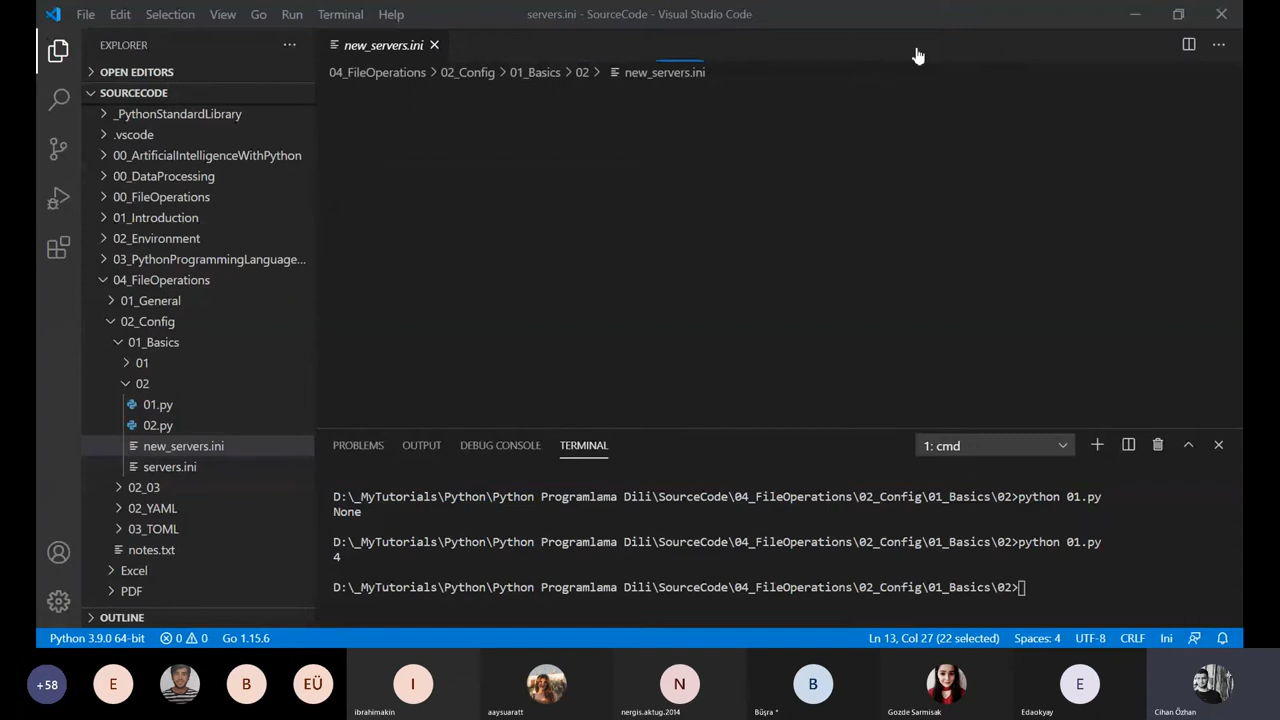 File Edit Selection View Go Run Terminal Help
servers.ini - SourceCode - Visual Studio Code
EXPLORER
OPEN EDITORS
SOURCECODE
_PythonStandardLibrary
.vscode
00_ArtificialIntelligenceWithPython
00_DataProcessing
00_FileOperations
01_Introduction
02_Environment
03_PythonProgrammingLanguage...
04_FileOperations
01_General
02_Config
01_Basics
01
02
01.py
02.py
new_servers.ini
servers.ini
02_03
02_YAML
03_TOML
notes.txt
Excel
PDF
OUTLINE
new_servers.ini
04_FileOperations > 02_Config > 01_Basics > 02 > new_servers.ini
PROBLEMS OUTPUT DEBUG CONSOLE TERMINAL
1: cmd
D:\_MyTutorials\Python\Python Programlama Dili\SourceCode\04_FileOperations\02_Config\01_Basics\02>python 01.py
None
D:\_MyTutorials\Python\Python Programlama Dili\SourceCode\04_FileOperations\02_Config\01_Basics\02>python 01.py
4
D:\_MyTutorials\Python\Python Programlama Dili\SourceCode\04_FileOperations\02_Config\01_Basics\02>
Python 3.9.0 64-bit 0 0 Go 1.15.6
Ln 13, Col 27 (22 selected) Spaces: 4 UTF-8 CRLF Ini
+58 E B EÜ I N B E
ibrahimakin aaysuaratt nergis.aktug.2014 Büşra * Gozde Sarmisak Edaokyay Cihan Özhan